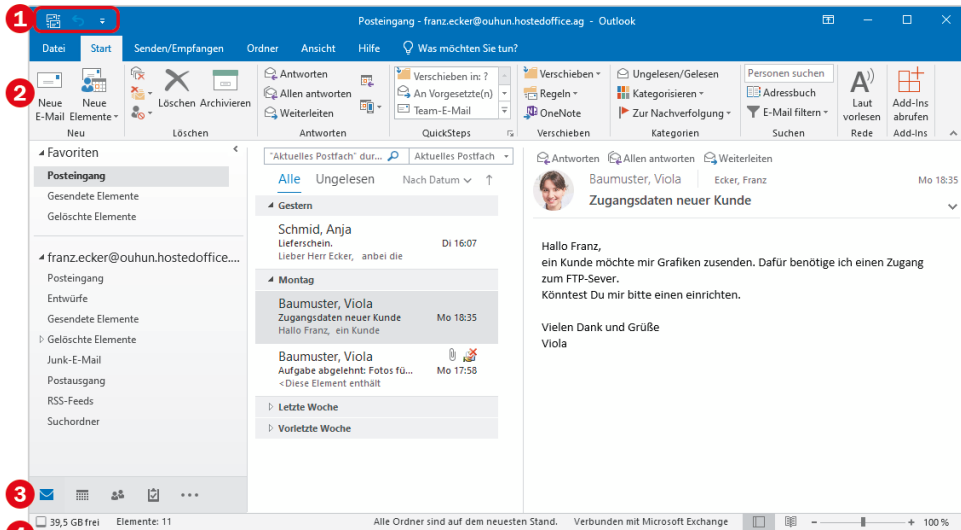 1
Posteingang - franz.ecker@ouhun.hostedoffice.ag - Outlook
Datei Start Senden/Empfangen Ordner Ansicht Hilfe Was möchten Sie tun?
2
Neue E-Mail
Neue Elemente
Neu
Löschen Archivieren
Löschen
Antworten
Allen antworten
Weiterleiten
Antworten
Verschieben in: ?
An Vorgesetzte(n)
Team-E-Mail
QuickSteps
Verschieben
Regeln
OneNote
Verschieben
Ungelesen/Gelesen
Kategorisieren
Zur Nachverfolgung
Kategorien
Personen suchen
Adressbuch
E-Mail filtern
Suchen
A
Laut vorlesen
Rede
Add-Ins abrufen
Add-Ins
Favoriten
Posteingang
Gesendete Elemente
Gelöschte Elemente
franz.ecker@ouhun.hostedoffice....
Posteingang
Entwürfe
Gesendete Elemente
Gelöschte Elemente
Junk-E-Mail
Postausgang
RSS-Feeds
Suchordner
3
"Aktuelles Postfach" dur... Aktuelles Postfach
Alle Ungelesen Nach Datum
Gestern
Schmid, Anja
Lieferschein. Di 16:07
Lieber Herr Ecker, anbei die
Montag
Baumuster, Viola
Zugangsdaten neuer Kunde Mo 18:35
Hallo Franz, ein Kunde
Baumuster, Viola
Aufgabe abgelehnt: Fotos fü... Mo 17:58
<Diese Element enthält
Letzte Woche
Vorletzte Woche
Antworten Allen antworten Weiterleiten
Baumuster, Viola Ecker, Franz Mo 18:35
Zugangsdaten neuer Kunde
Hallo Franz,
ein Kunde möchte mir Grafiken zusenden. Dafür benötige ich einen Zugang
zum FTP-Sever.
Könntest Du mir bitte einen einrichten.
Vielen Dank und Grüße
Viola
39,5 GB frei Elemente: 11 Alle Ordner sind auf dem neuesten Stand. Verbunden mit Microsoft Exchange 100 %